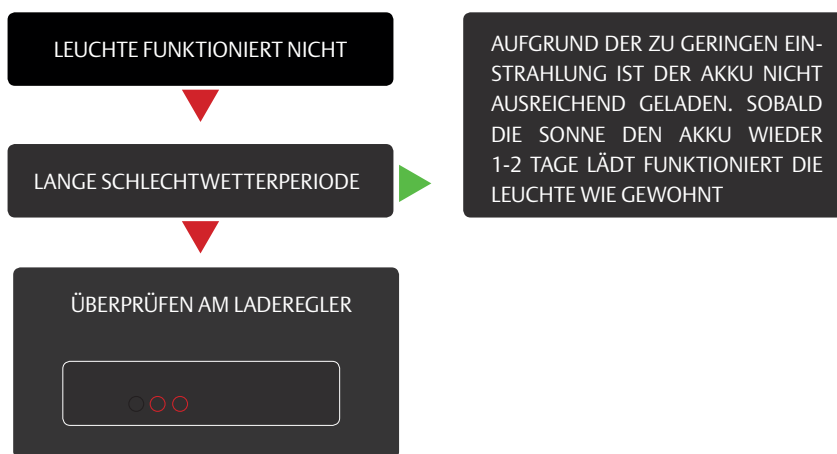 LEUCHTE FUNKTIONIERT NICHT
LANGE SCHLECHTWETTERPERIODE
AUFGRUND DER ZU GERINGEN EIN-
STRAHLUNG IST DER AKKU NICHT
AUSREICHEND GELADEN. SOBALD
DIE SONNE DEN AKKU WIEDER
1-2 TAGE LÄDT FUNKTIONIERT DIE
LEUCHTE WIE GEWOHNT
ÜBERPRÜFEN AM LADEREGLER